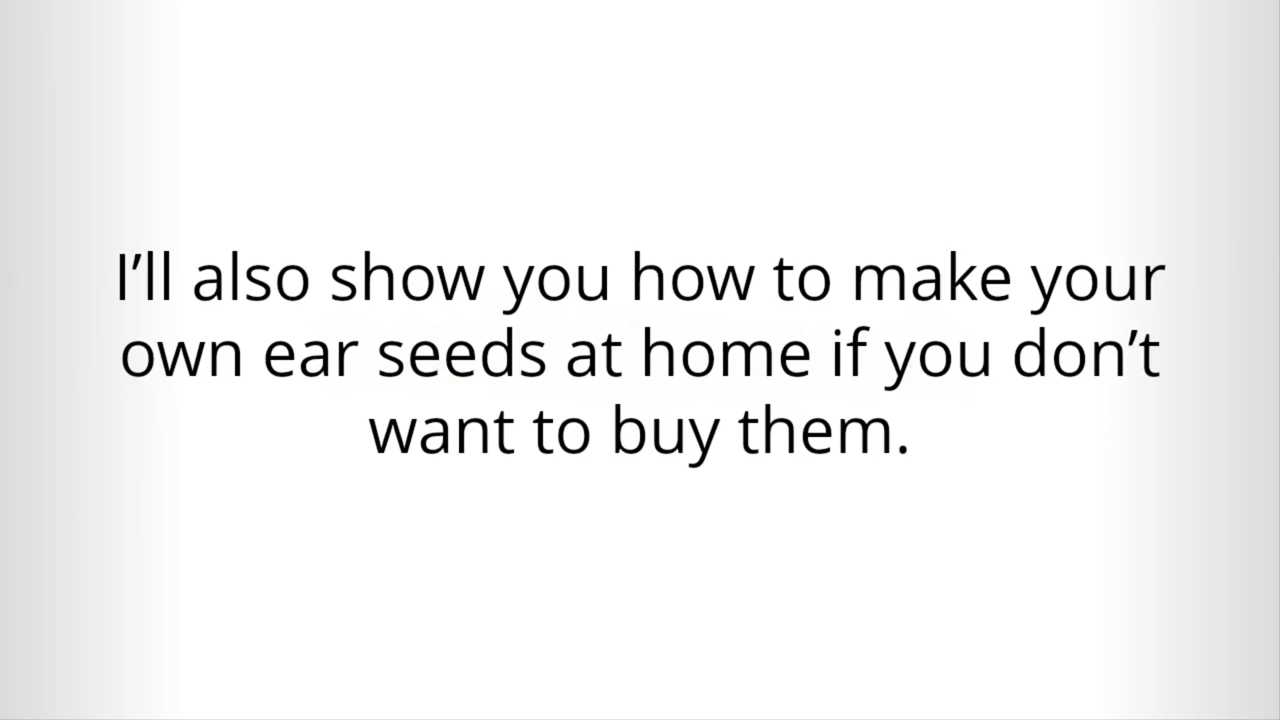 I’ll also show you how to make your
own ear seeds at home if you don’t
want to buy them.